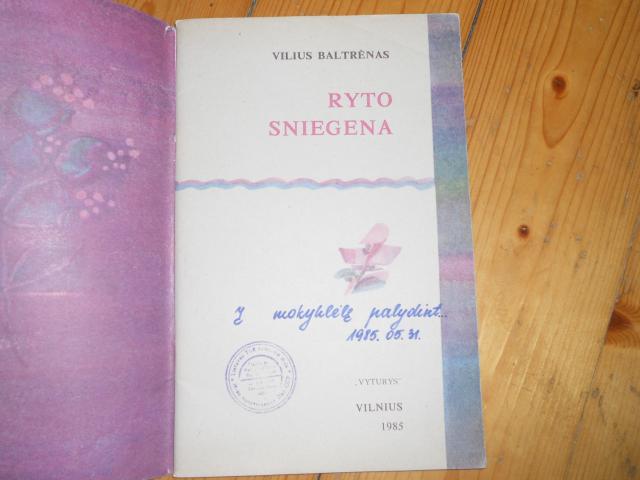 VILIUS BALTRĖNAS
RYTO
SNIEGENA
Į mokyklėlę palydint...
1985. 05. 31.
„VYTURYS“
VILNIUS
1985